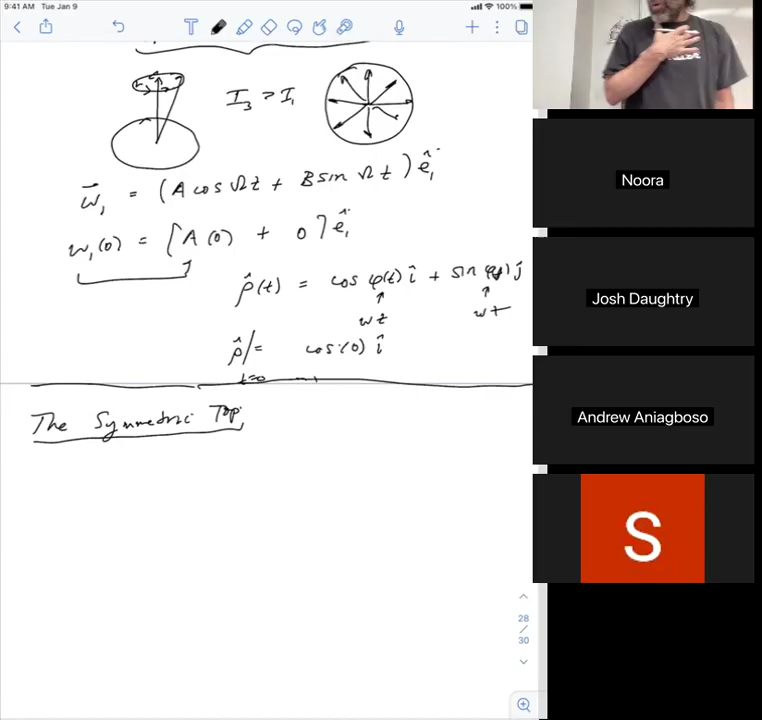 9:41 AM Tue Jan 9
100%
I₃ > I₁
ω⃗₁ = (A cos Ωt + B sin Ωt) ê₁
ω₁(0) = [A(0) + 0] ê₁
ρ̂(t) = cos φ(t) î + sin φ(t) ĵ
ωt ωt
ρ̂| = cos(0) î
t=0
The Symmetric Top
28
/
30
Noora
Josh Daughtry
Andrew Aniagboso
S